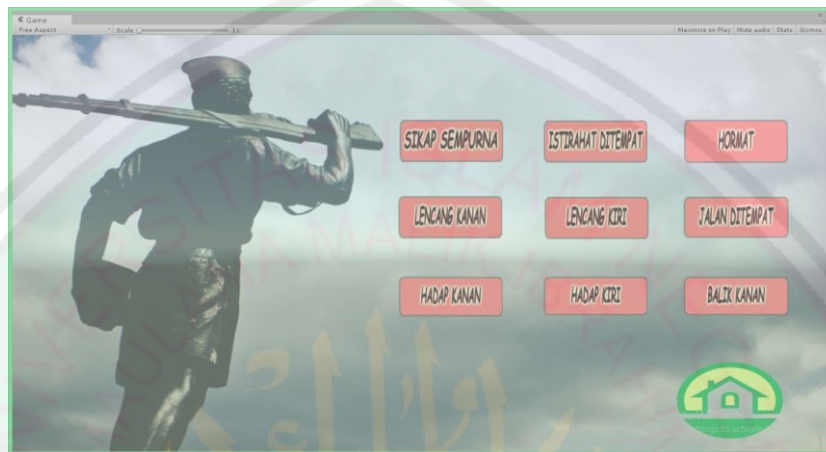 Game
Free Aspect Scale 1x Maximize on Play Mute audio Stats Gizmos
SIKAP SEMPURNA ISTIRAHAT DITEMPAT HORMAT
LENCANG KANAN LENCANG KIRI JALAN DITEMPAT
HADAP KANAN HADAP KIRI BALIK KANAN